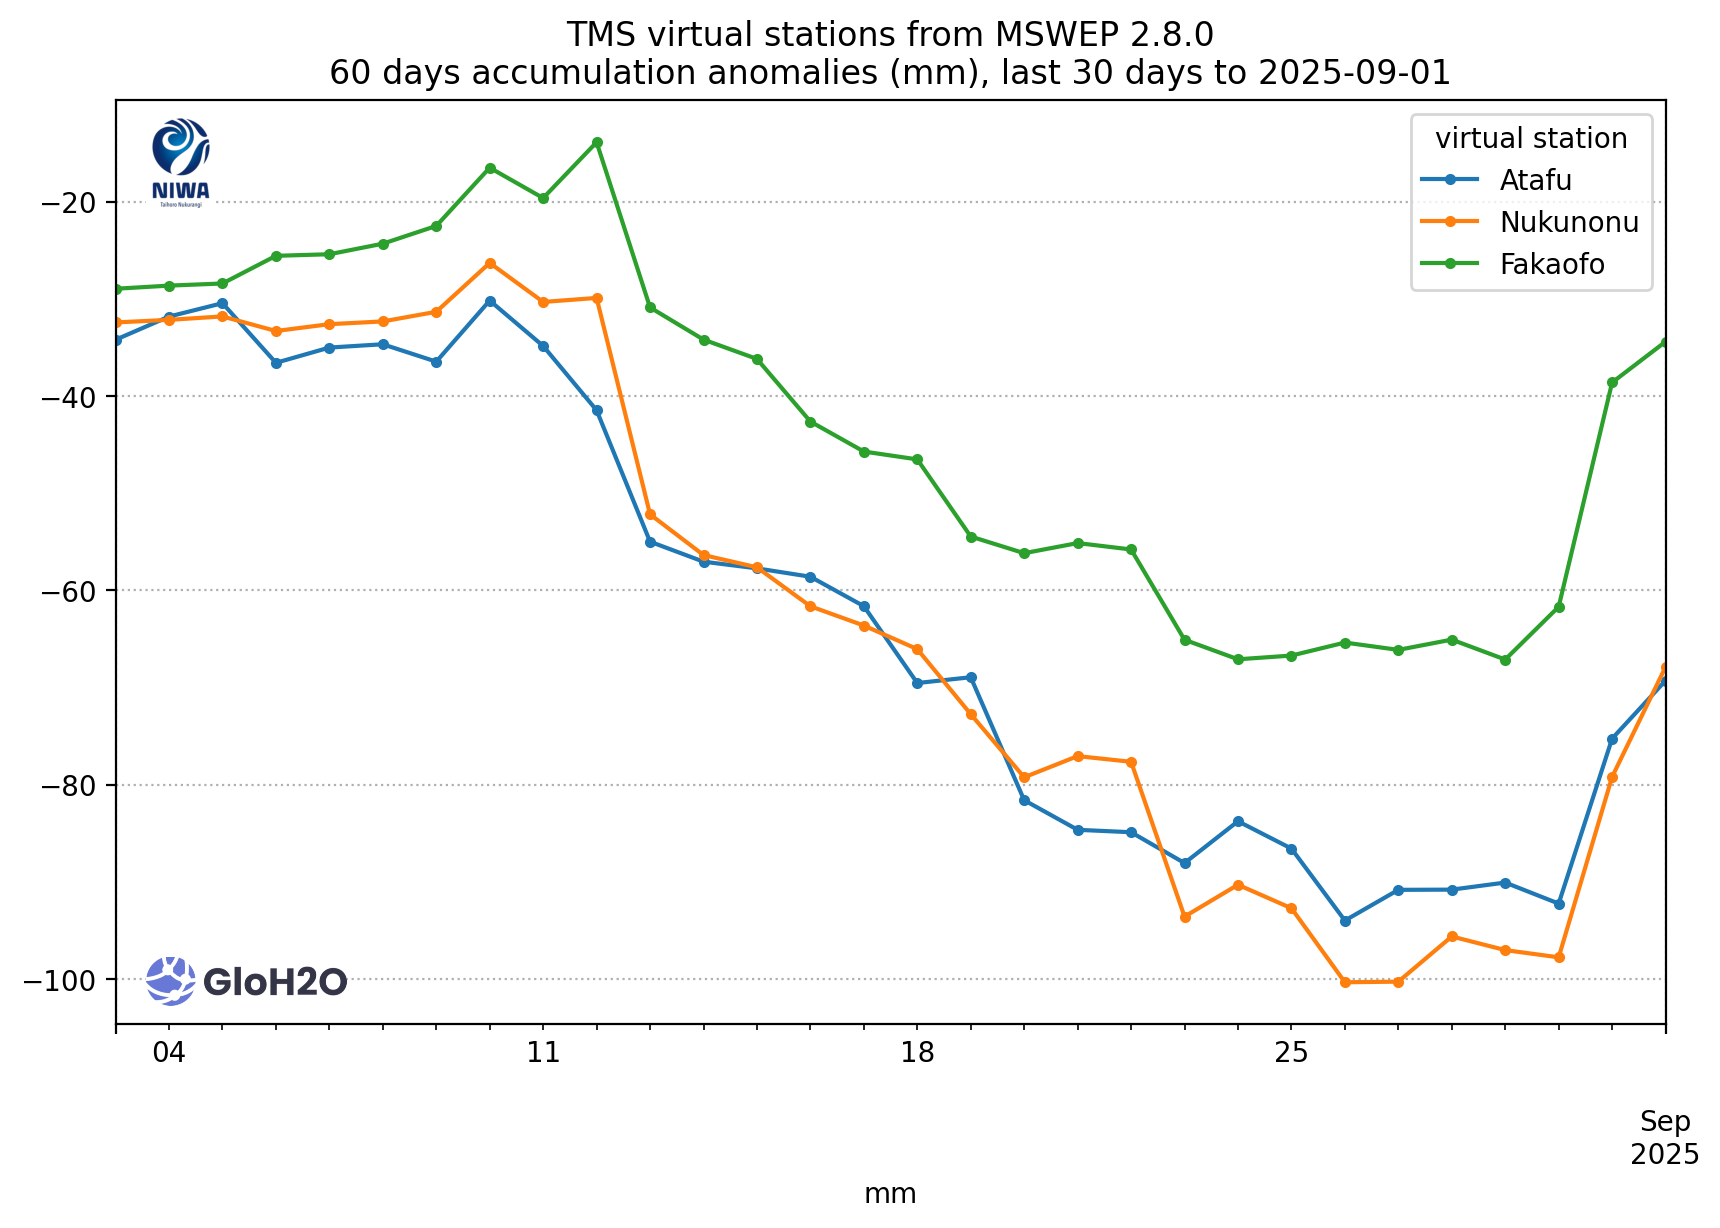 TMS virtual stations from MSWEP 2.8.0
60 days accumulation anomalies (mm), last 30 days to 2025-09-01
NIWA
Taihoro Nukurangi
virtual station
Atafu
Nukunonu
Fakaofo
−20
−40
−60
−80
−100
GloH2O
04
11
18
25
Sep
2025
mm